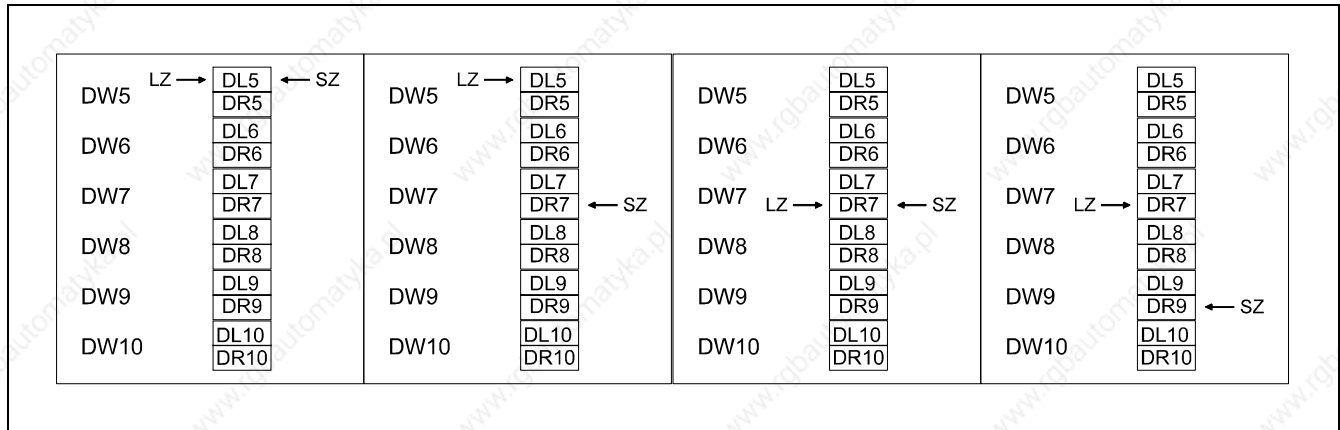 DW5 LZ DL5 SZ
DR5
DW6 DL6
DR6
DW7 DL7
DR7
DW8 DL8
DR8
DW9 DL9
DR9
DW10 DL10
DR10
DW5 LZ DL5
DR5
DW6 DL6
DR6
DW7 DL7
DR7 SZ
DW8 DL8
DR8
DW9 DL9
DR9
DW10 DL10
DR10
DW5 DL5
DR5
DW6 DL6
DR6
DW7 DL7
LZ DR7 SZ
DW8 DL8
DR8
DW9 DL9
DR9
DW10 DL10
DR10
DW5 DL5
DR5
DW6 DL6
DR6
DW7 DL7
LZ DR7
DW8 DL8
DR8
DW9 DL9
DR9 SZ
DW10 DL10
DR10
www.rgbautomatyka.pl